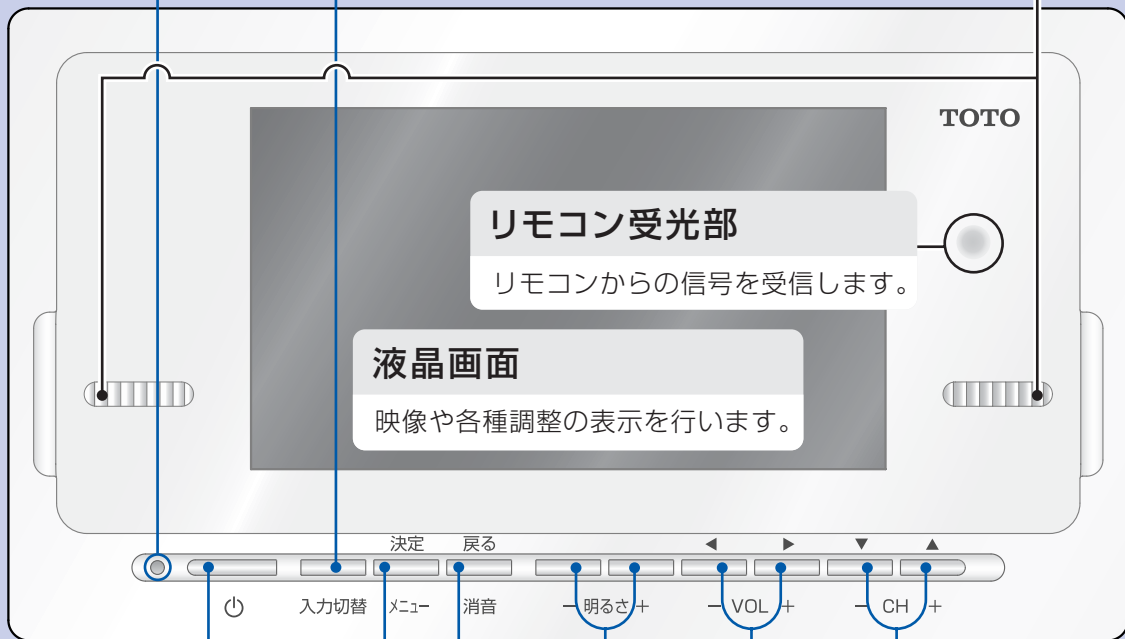 TOTO
リモコン受光部
リモコンからの信号を受信します。
液晶画面
映像や各種調整の表示を行います。
決定 戻る ◀ ▶ ▼ ▲
入力切替 メニュー 消音 − 明るさ + − VOL + − CH +